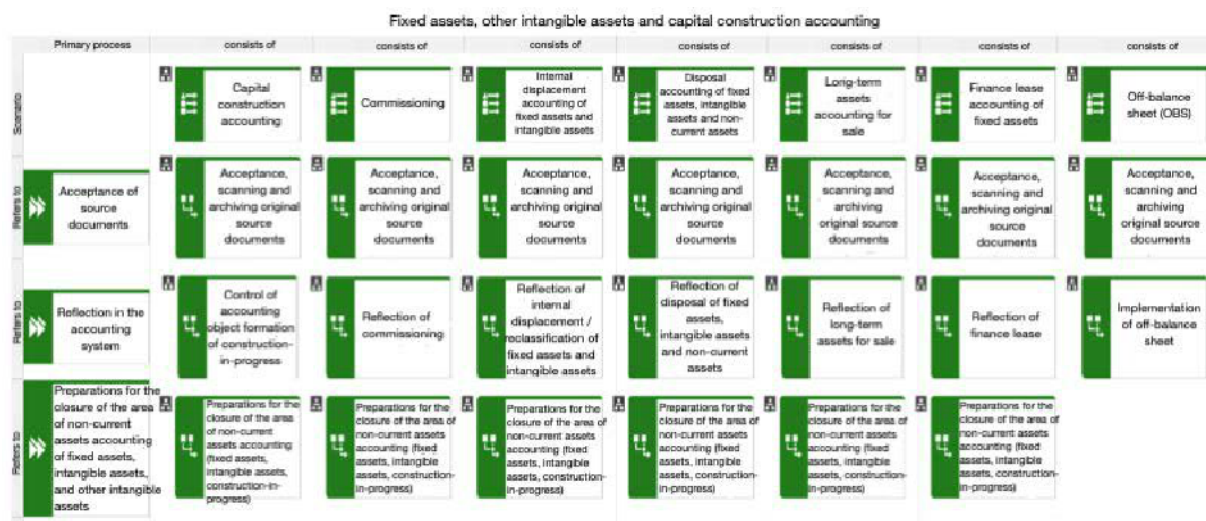 Fixed assets, other intangible assets and capital construction accounting
Primary process
consists of
consists of
consists of
consists of
consists of
consists of
consists of
Scenario
Capital
construction
accounting
Commissioning
Internal
displacement
accounting of
fixed assets and
intangible assets
Disposal
accounting of fixed
assets, intangible
assets and non-
current assets
Long-term
assets
accounting for
sale
Finance lease
accounting of
fixed assets
Off-balance
sheet (OBS)
Refers to
Acceptance of
source
documents
Acceptance,
scanning and
archiving original
source
documents
Acceptance,
scanning and
archiving original
source
documents
Acceptance,
scanning and
archiving original
source
documents
Acceptance,
scanning and
archiving original
source
documents
Acceptance,
scanning and
archiving
original source
documents
Acceptance,
scanning and
archiving original
source
documents
Acceptance,
scanning and
archiving
original source
documents
Refers to
Reflection in the
accounting
system
Control of
accounting
object formation
of construction-
in-progress
Reflection of
commissioning
Reflection of
internal
displacement /
reclassification of
fixed assets and
intangible assets
Reflection of
disposal of fixed
assets,
intangible assets
and non-current
assets
Reflection of
long-term
assets for sale
Reflection of
finance lease
Implementation
of off-balance
sheet
Refers to
Preparations for the
closure of the area
of non-current
assets accounting
of fixed assets,
intangible assets,
and other intangible
assets
Preparations for the
closure of the area
of non-current
assets accounting
(fixed assets,
intangible assets,
construction-in-
progress)
Preparations for the
closure of the area of
non-current assets
accounting (fixed
assets, intangible
assets, construction-
in-progress)
Preparations for the
closure of the area of
non-current assets
accounting (fixed
assets, intangible
assets, construction-
in-progress)
Preparations for the
closure of the area of
non-current assets
accounting (fixed
assets, intangible
assets, construction-
in-progress)
Preparations for the
closure of the area of
non-current assets
accounting (fixed
assets, intangible
assets, construction-
in-progress)
Preparations for the
closure of the area of
non-current assets
accounting (fixed
assets, intangible
assets, construction-
in-progress)